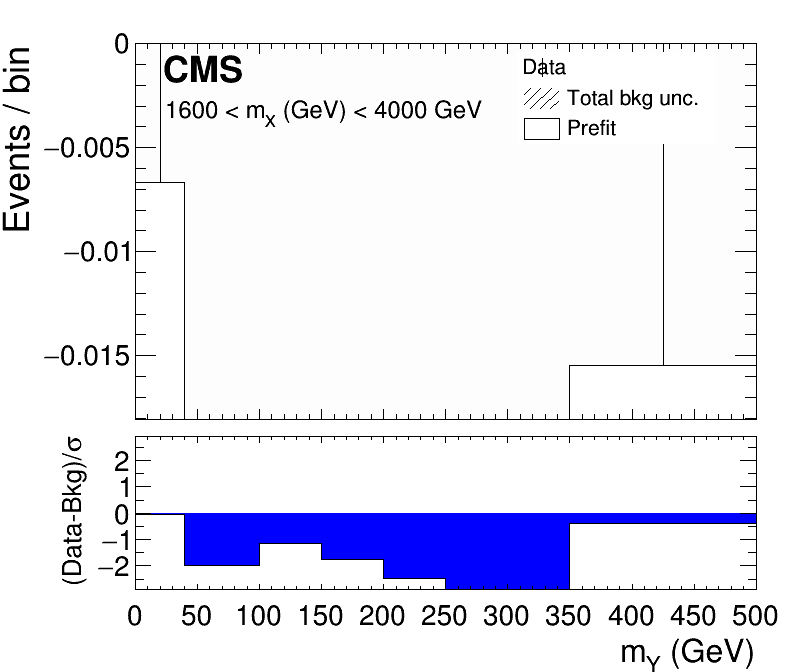 Events / bin
0
−0.005
−0.01
−0.015
CMS
1600 < mX (GeV) < 4000 GeV
Data
Total bkg unc.
Prefit
(Data-Bkg)/σ
2
1
0
−1
−2
0 50 100 150 200 250 300 350 400 450 500
mY (GeV)